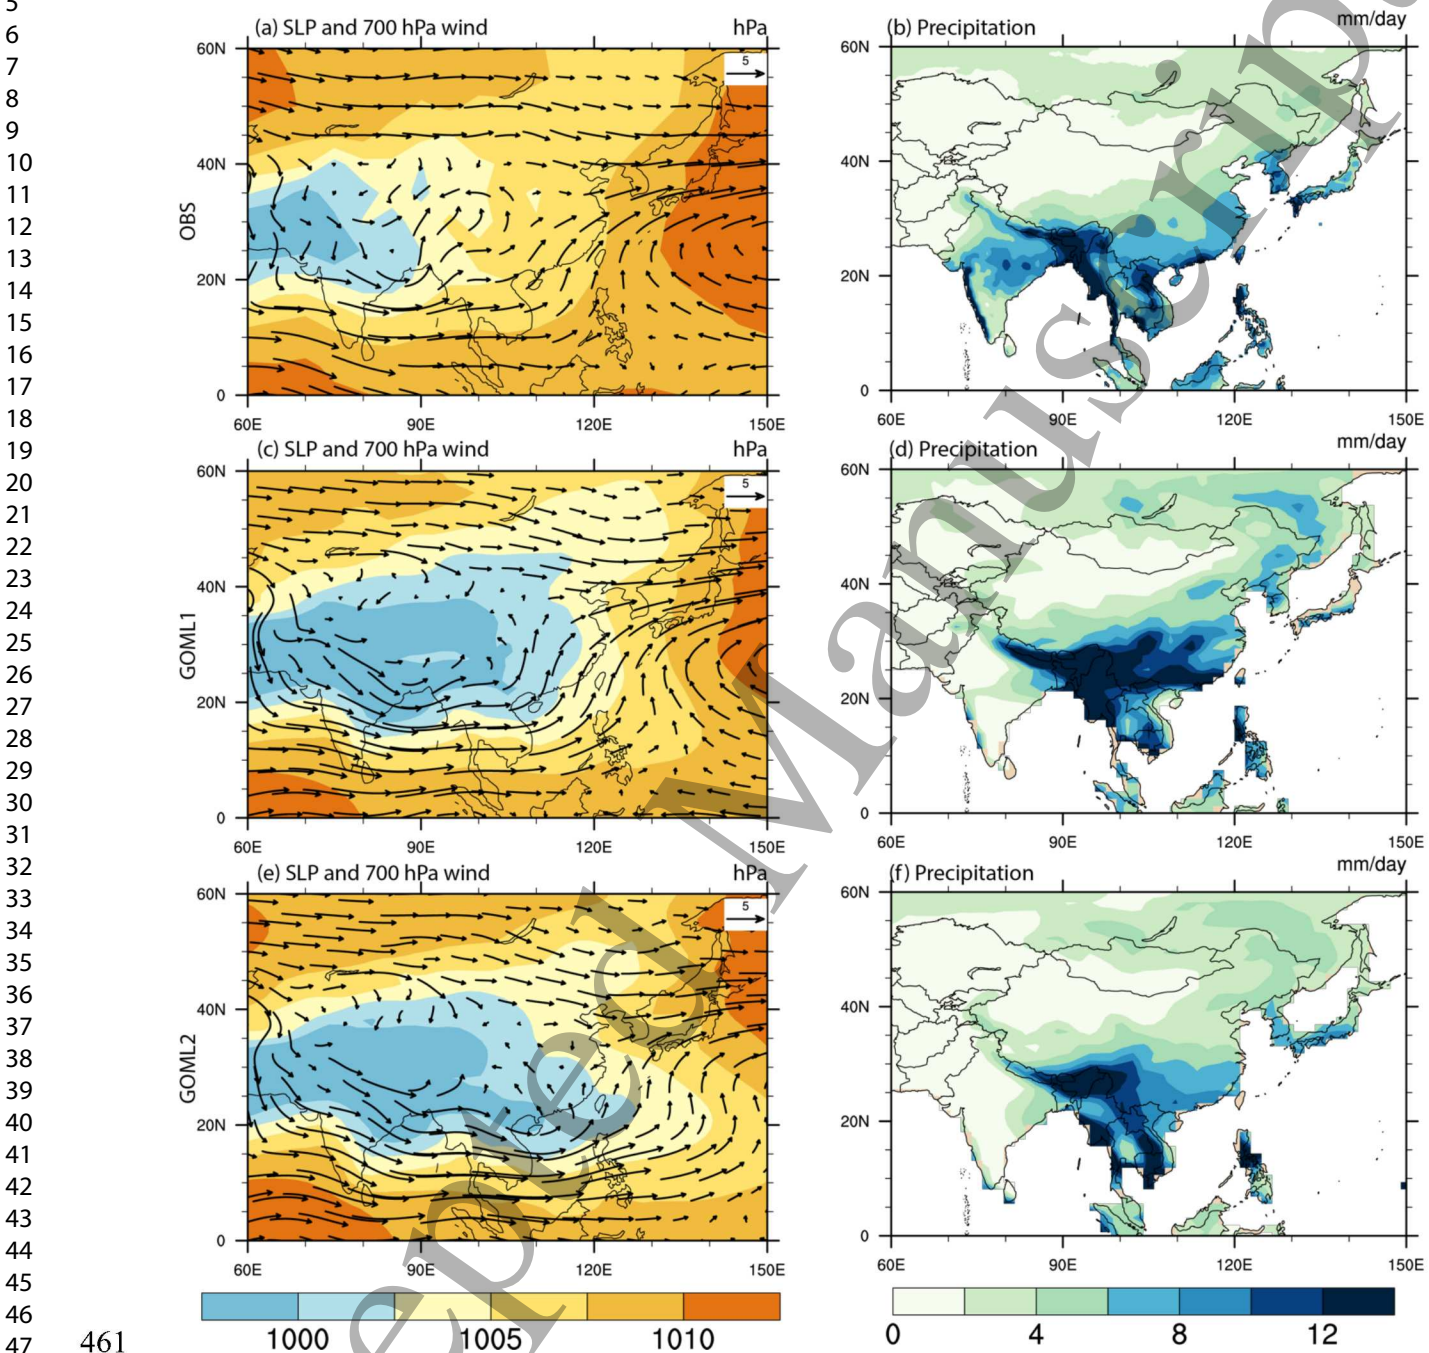 5
6
7
8
9
10
11
12
13
14
15
16
17
18
19
20
21
22
23
24
25
26
27
28
29
30
31
32
33
34
35
36
37
38
39
40
41
42
43
44
45
46
47
461
(a) SLP and 700 hPa wind hPa
5
60N
40N
20N
0
OBS
60E 90E 120E 150E
(b) Precipitation mm/day
60N
40N
20N
0
60E 90E 120E 150E
(c) SLP and 700 hPa wind hPa
5
60N
40N
20N
0
GOML1
60E 90E 120E 150E
(d) Precipitation mm/day
60N
40N
20N
0
60E 90E 120E 150E
(e) SLP and 700 hPa wind hPa
5
60N
40N
20N
0
GOML2
60E 90E 120E 150E
(f) Precipitation mm/day
60N
40N
20N
0
60E 90E 120E 150E
1000 1005 1010
0 4 8 12
epted Manuscrip